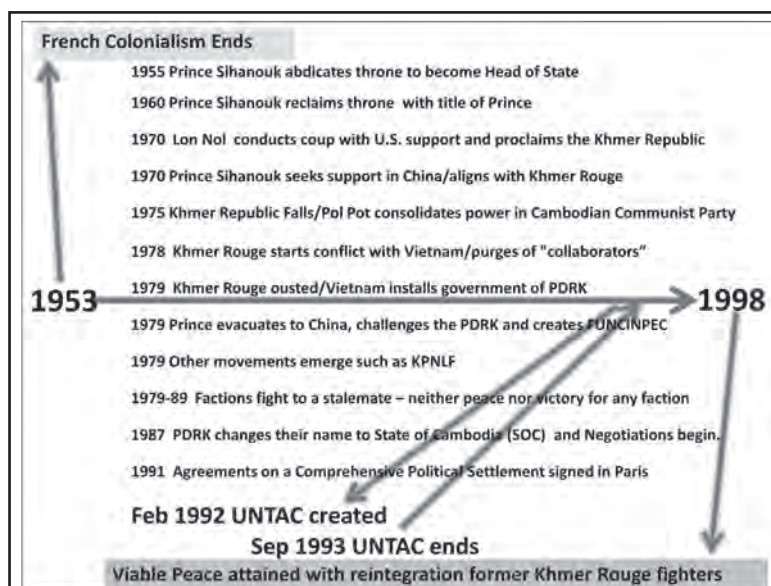 French Colonialism Ends
1955 Prince Sihanouk abdicates throne to become Head of State
1960 Prince Sihanouk reclaims throne with title of Prince
1970 Lon Nol conducts coup with U.S. support and proclaims the Khmer Republic
1970 Prince Sihanouk seeks support in China/aligns with Khmer Rouge
1975 Khmer Republic Falls/Pol Pot consolidates power in Cambodian Communist Party
1978 Khmer Rouge starts conflict with Vietnam/purges of "collaborators"
1979 Khmer Rouge ousted/Vietnam installs government of PDRK
1953
1998
1979 Prince evacuates to China, challenges the PDRK and creates FUNCINPEC
1979 Other movements emerge such as KPNLF
1979-89 Factions fight to a stalemate – neither peace nor victory for any faction
1987 PDRK changes their name to State of Cambodia (SOC) and Negotiations begin.
1991 Agreements on a Comprehensive Political Settlement signed in Paris
Feb 1992 UNTAC created
Sep 1993 UNTAC ends
Viable Peace attained with reintegration former Khmer Rouge fighters